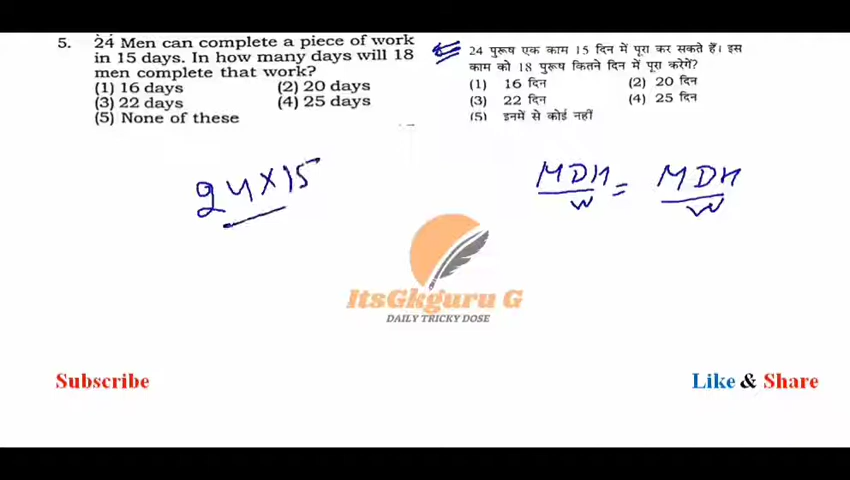 5. 24 Men can complete a piece of work
in 15 days. In how many days will 18
men complete that work?
(1) 16 days (2) 20 days
(3) 22 days (4) 25 days
(5) None of these
24 पुरूष एक काम 15 दिन में पूरा कर सकते हैं। इस
काम को 18 पुरूष कितने दिन में पूरा करेगें?
(1) 16 दिन (2) 20 दिन
(3) 22 दिन (4) 25 दिन
(5) इनमें से कोई नहीं
24×15
MDH = MDH
W W
ItsGkguru G
DAILY TRICKY DOSE
Subscribe
Like & Share